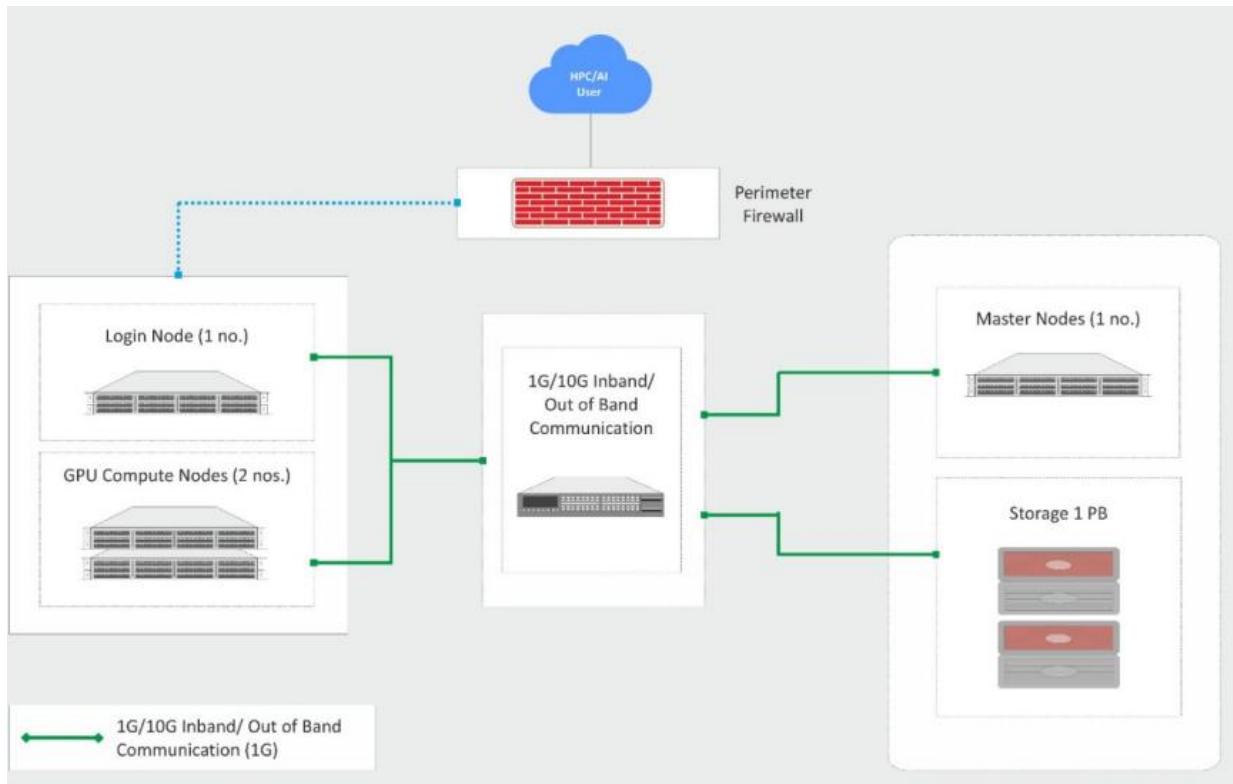 HPC/AI
User
Perimeter
Firewall
Login Node (1 no.)
GPU Compute Nodes (2 nos.)
1G/10G Inband/
Out of Band
Communication
Master Nodes (1 no.)
Storage 1 PB
1G/10G Inband/ Out of Band
Communication (1G)